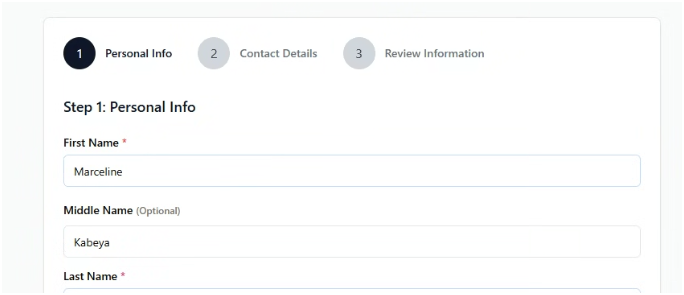 1 Personal Info 2 Contact Details 3 Review Information
Step 1: Personal Info
First Name *
Marceline
Middle Name (Optional)
Kabeya
Last Name *